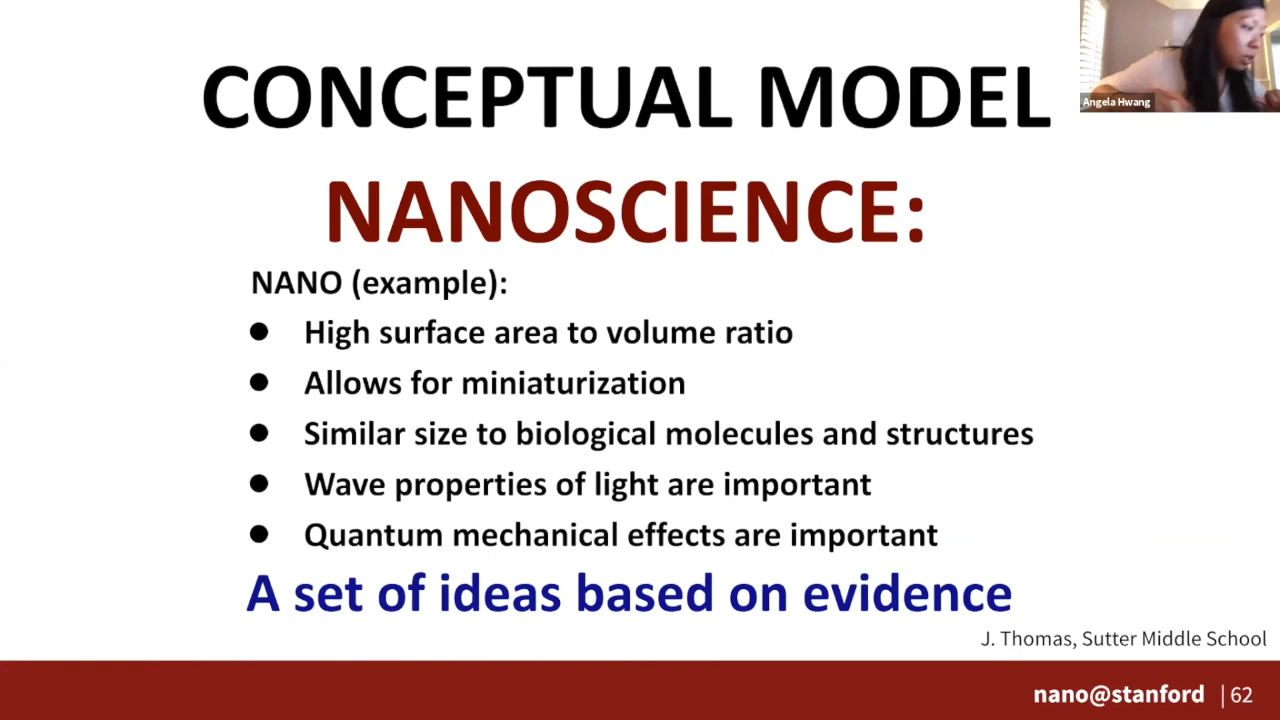 CONCEPTUAL MODEL
Angela Hwang
NANOSCIENCE:
NANO (example):
● High surface area to volume ratio
● Allows for miniaturization
● Similar size to biological molecules and structures
● Wave properties of light are important
● Quantum mechanical effects are important
A set of ideas based on evidence
J. Thomas, Sutter Middle School
nano@stanford | 62